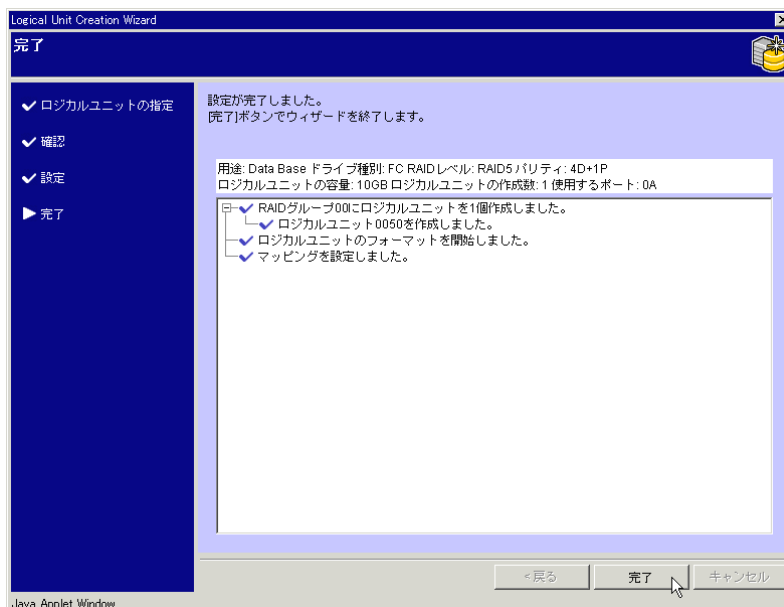 Logical Unit Creation Wizard
完了
ロジカルユニットの指定
確認
設定
完了
設定が完了しました。
[完了]ボタンでウィザードを終了します。
用途: Data Base ドライブ種別: FC RAIDレベル: RAID5 パリティ: 4D+1P
ロジカルユニットの容量: 10GB ロジカルユニットの作成数: 1 使用するポート: 0A
RAIDグループ00にロジカルユニットを1個作成しました。
ロジカルユニット0050を作成しました。
ロジカルユニットのフォーマットを開始しました。
マッピングを設定しました。
<戻る
完了
キャンセル
Java Applet Window